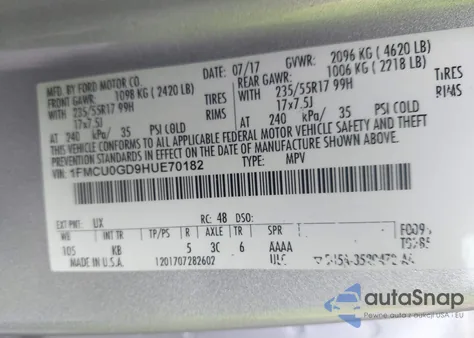 MFD. BY FORD MOTOR CO.
DATE: 07/17 GVWR: 2096 KG ( 4620 LB)
FRONT GAWR: 1098 KG ( 2420 LB) REAR GAWR: 1006 KG ( 2218 LB)
WITH 235/55R17 99H TIRES WITH 235/55R17 99H TIRES
17x7.5J RIMS 17x7.5J RIMS
AT 240 kPa/ 35 PSI COLD AT 240 kPa/ 35 PSI COLD
THIS VEHICLE CONFORMS TO ALL APPLICABLE FEDERAL MOTOR VEHICLE SAFETY AND THEFT
PREVENTION STANDARDS IN EFFECT ON THE DATE OF MANUFACTURE SHOWN ABOVE.
VIN: 1FMCU0GD9HUE70182 TYPE: MPV
EXT PNT: UX RC: 48 DSO:
WB INT TR TP/PS R AXLE TR SPR
105 KB 5 3C 6 AAAA
MADE IN U.S.A. 1201707282602
autoSnap
Pewne auto z USA i EU